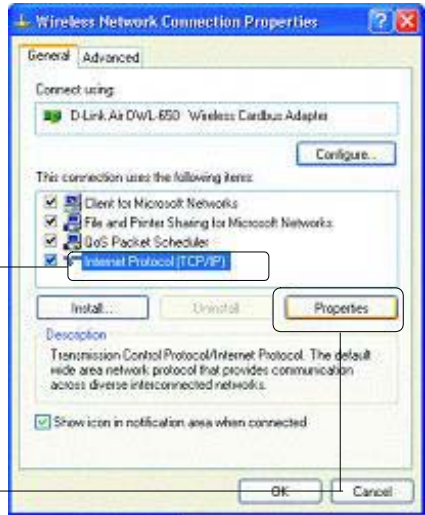 Wireless Network Connection Properties
General Advanced
Connect using:
D-Link Air DWL-650 Wireless Cardbus Adapter
Configure...
This connection uses the following items:
Client for Microsoft Networks
File and Printer Sharing for Microsoft Networks
QoS Packet Scheduler
Internet Protocol (TCP/IP)
Install... Uninstall Properties
Description
Transmission Control Protocol/Internet Protocol. The default
wide area network protocol that provides communication
across diverse interconnected networks.
Show icon in notification area when connected
OK Cancel